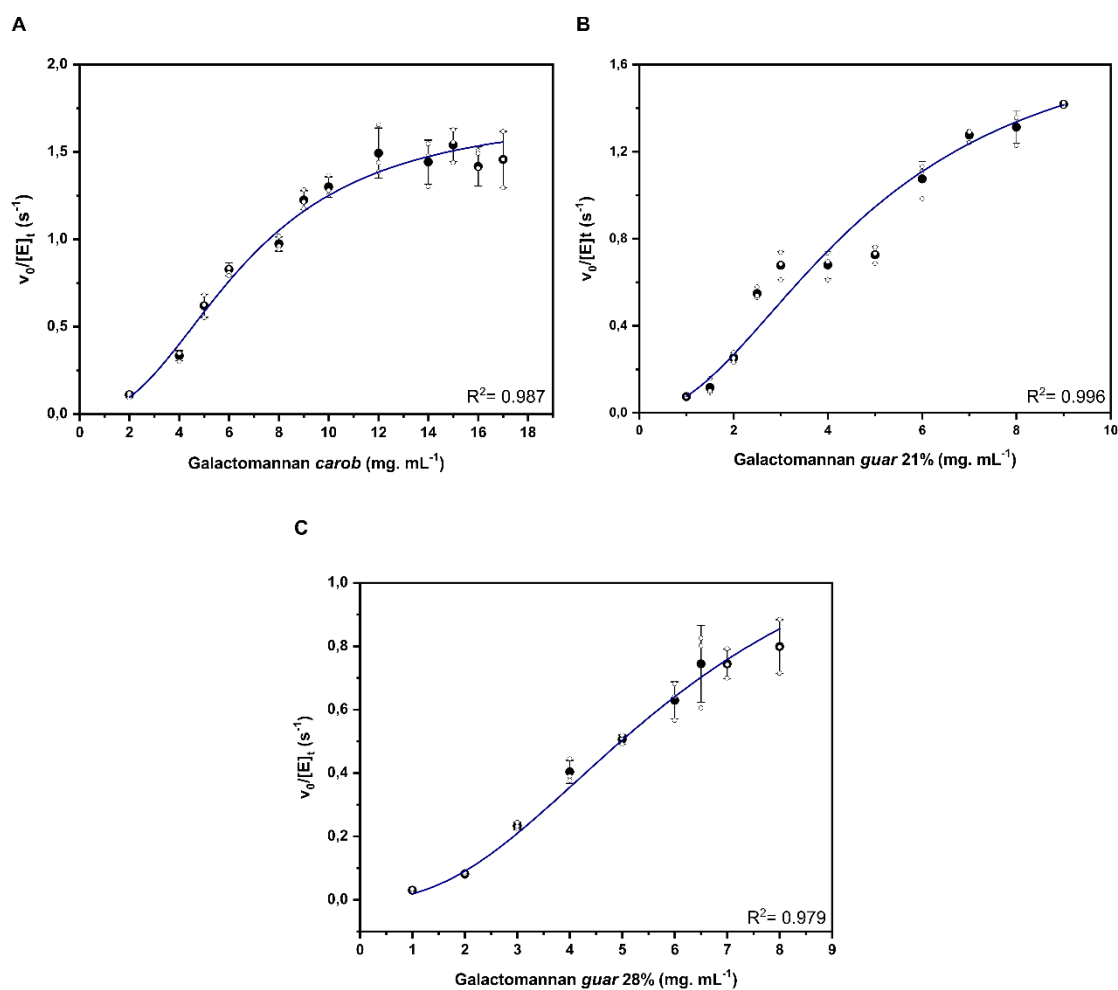 A
2,0
1,5
1,0
0,5
0,0
v₀/[E]ₜ (s⁻¹)
0 2 4 6 8 10 12 14 16 18
Galactomannan carob (mg. mL⁻¹)
R²= 0.987
B
1,6
1,2
0,8
0,4
0,0
v₀/[E]t (s⁻¹)
0 2 4 6 8 10
Galactomannan guar 21% (mg. mL⁻¹)
R²= 0.996
C
1,0
0,8
0,6
0,4
0,2
0,0
v₀/[E]ₜ (s⁻¹)
0 1 2 3 4 5 6 7 8 9
Galactomannan guar 28% (mg. mL⁻¹)
R²= 0.979